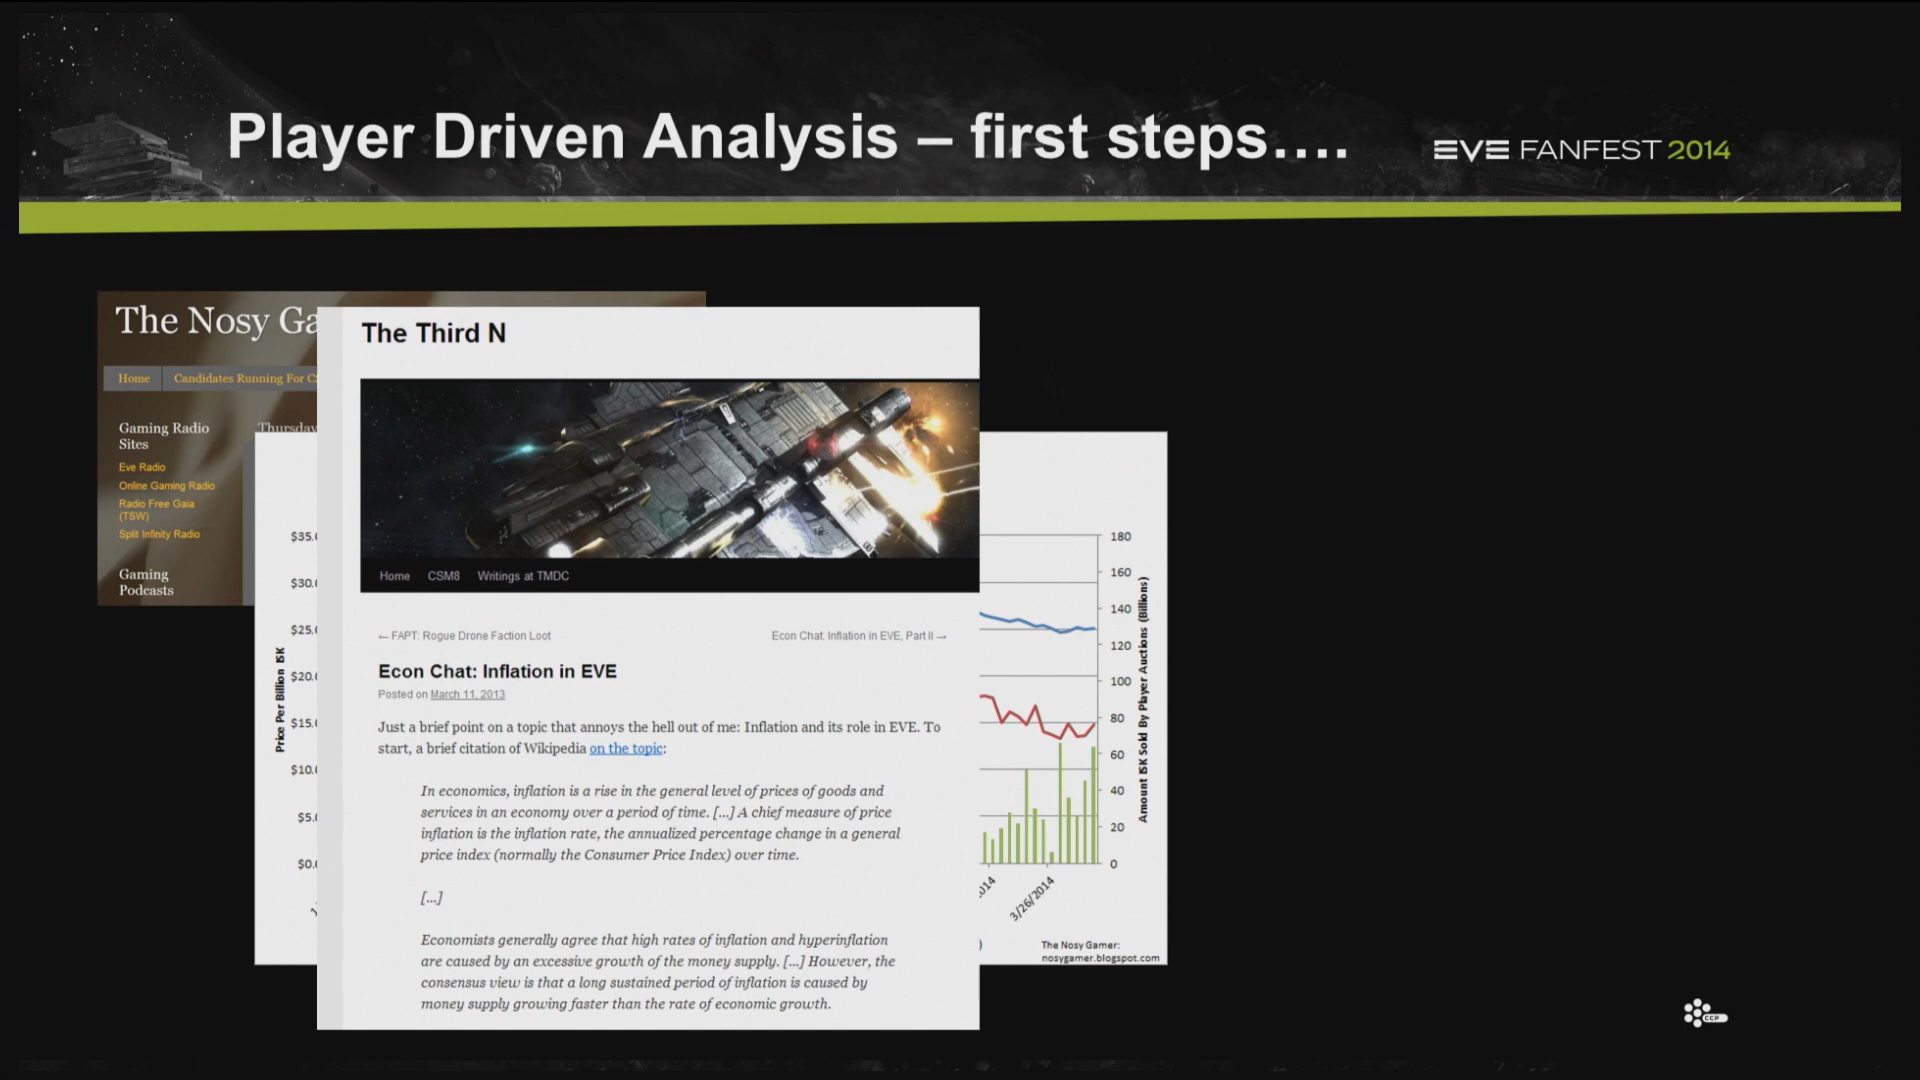 Player Driven Analysis – first steps....
EVE FANFEST 2014
The Nosy Ga
Home
Candidates Running For CS
Gaming Radio
Sites
Eve Radio
Online Gaming Radio
Radio Free Gaia
(TSW)
Split Infinity Radio
Gaming
Podcasts
Thursday
The Third N
Home
CSM8
Writings at TMDC
← FAPT: Rogue Drone Faction Loot
Econ Chat: Inflation in EVE, Part II →
Econ Chat: Inflation in EVE
Posted on March 11, 2013
Just a brief point on a topic that annoys the hell out of me: Inflation and its role in EVE. To
start, a brief citation of Wikipedia on the topic:
In economics, inflation is a rise in the general level of prices of goods and
services in an economy over a period of time. [...] A chief measure of price
inflation is the inflation rate, the annualized percentage change in a general
price index (normally the Consumer Price Index) over time.
[...]
Economists generally agree that high rates of inflation and hyperinflation
are caused by an excessive growth of the money supply. [...] However, the
consensus view is that a long sustained period of inflation is caused by
money supply growing faster than the rate of economic growth.
Price Per Billion ISK
$35.
$30.
$25.
$20.
$15.
$10.
$5.
$0.
180
160
140
120
100
80
60
40
20
0
Amount ISK Sold By Player Auctions (Billions)
014
3/26/2014
)
The Nosy Gamer:
nosygamer.blogspot.com
CCP